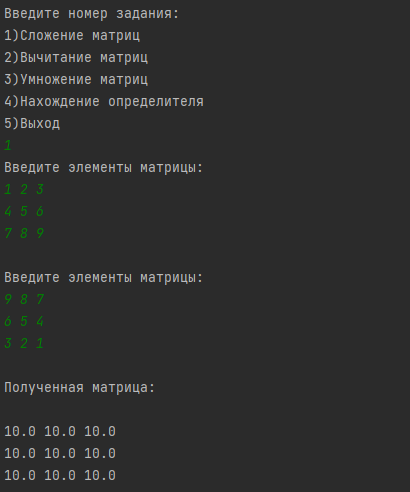 Введите номер задания:
1)Сложение матриц
2)Вычитание матриц
3)Умножение матриц
4)Нахождение определителя
5)Выход
1
Введите элементы матрицы:
1 2 3
4 5 6
7 8 9
Введите элементы матрицы:
9 8 7
6 5 4
3 2 1
Полученная матрица:
10.0 10.0 10.0
10.0 10.0 10.0
10.0 10.0 10.0